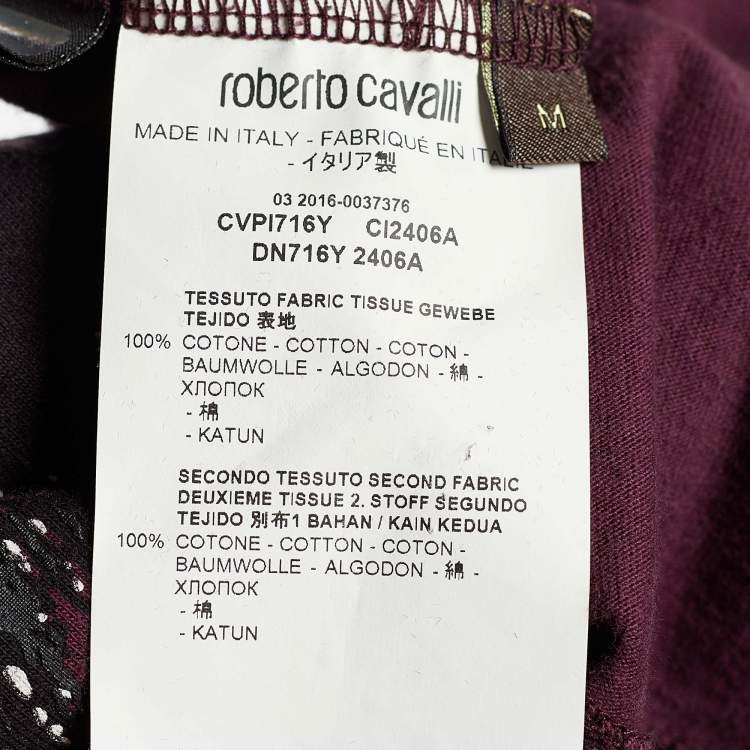 roberto cavalli
M
MADE IN ITALY - FABRIQUÉ EN ITALIE
- イタリア製
03 2016-0037376
CVPI716Y CI2406A
DN716Y 2406A
TESSUTO FABRIC TISSUE GEWEBE
TEJIDO 表地
100% COTONE - COTTON - COTON -
BAUMWOLLE - ALGODON - 綿 -
ХЛОПОК
- 棉
- KATUN
SECONDO TESSUTO SECOND FABRIC
DEUXIEME TISSUE 2. STOFF SEGUNDO
TEJIDO 別布1 BAHAN / KAIN KEDUA
100% COTONE - COTTON - COTON -
BAUMWOLLE - ALGODON - 綿 -
ХЛОПОК
- 棉
- KATUN